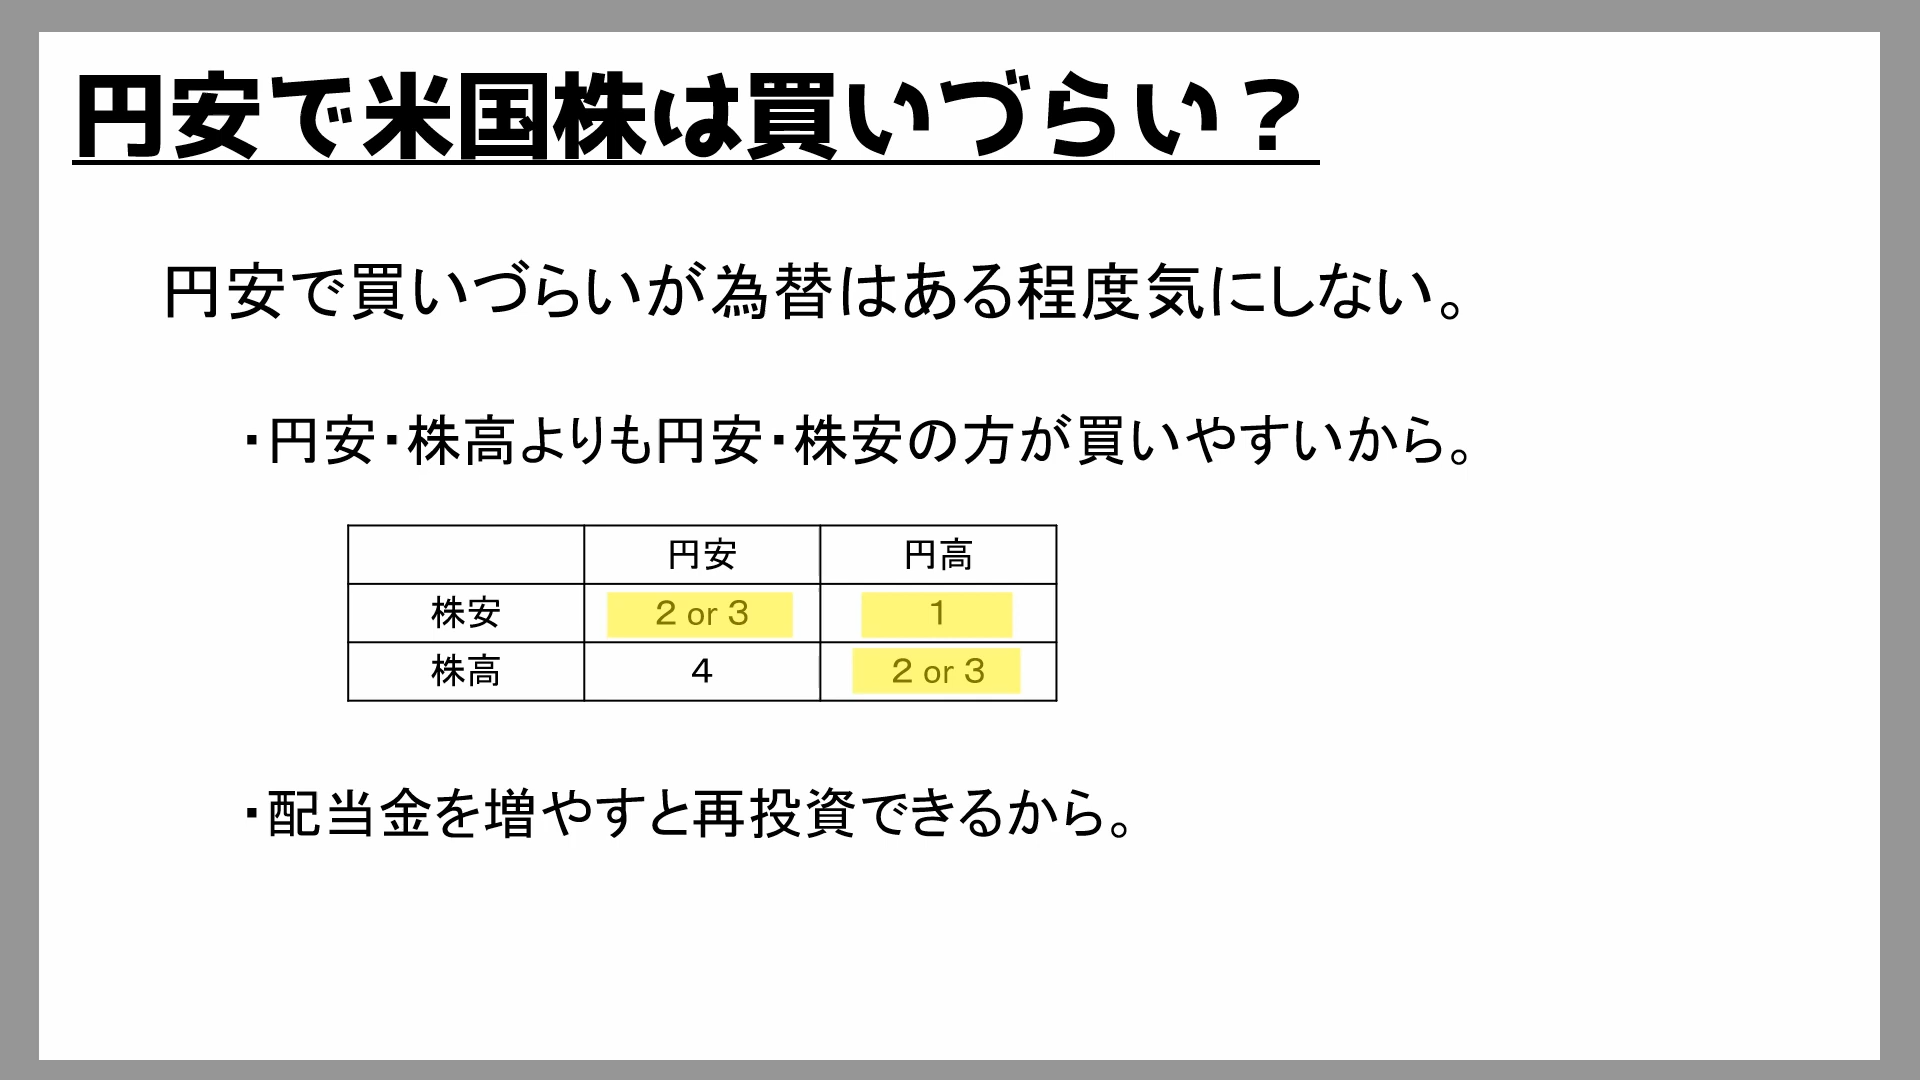 円安で米国株は買いづらい？
円安で買いづらいが為替はある程度気にしない。
・円安・株高よりも円安・株安の方が買いやすいから。
円安 円高
株安 2 or 3 1
株高 4 2 or 3
・配当金を増やすと再投資できるから。